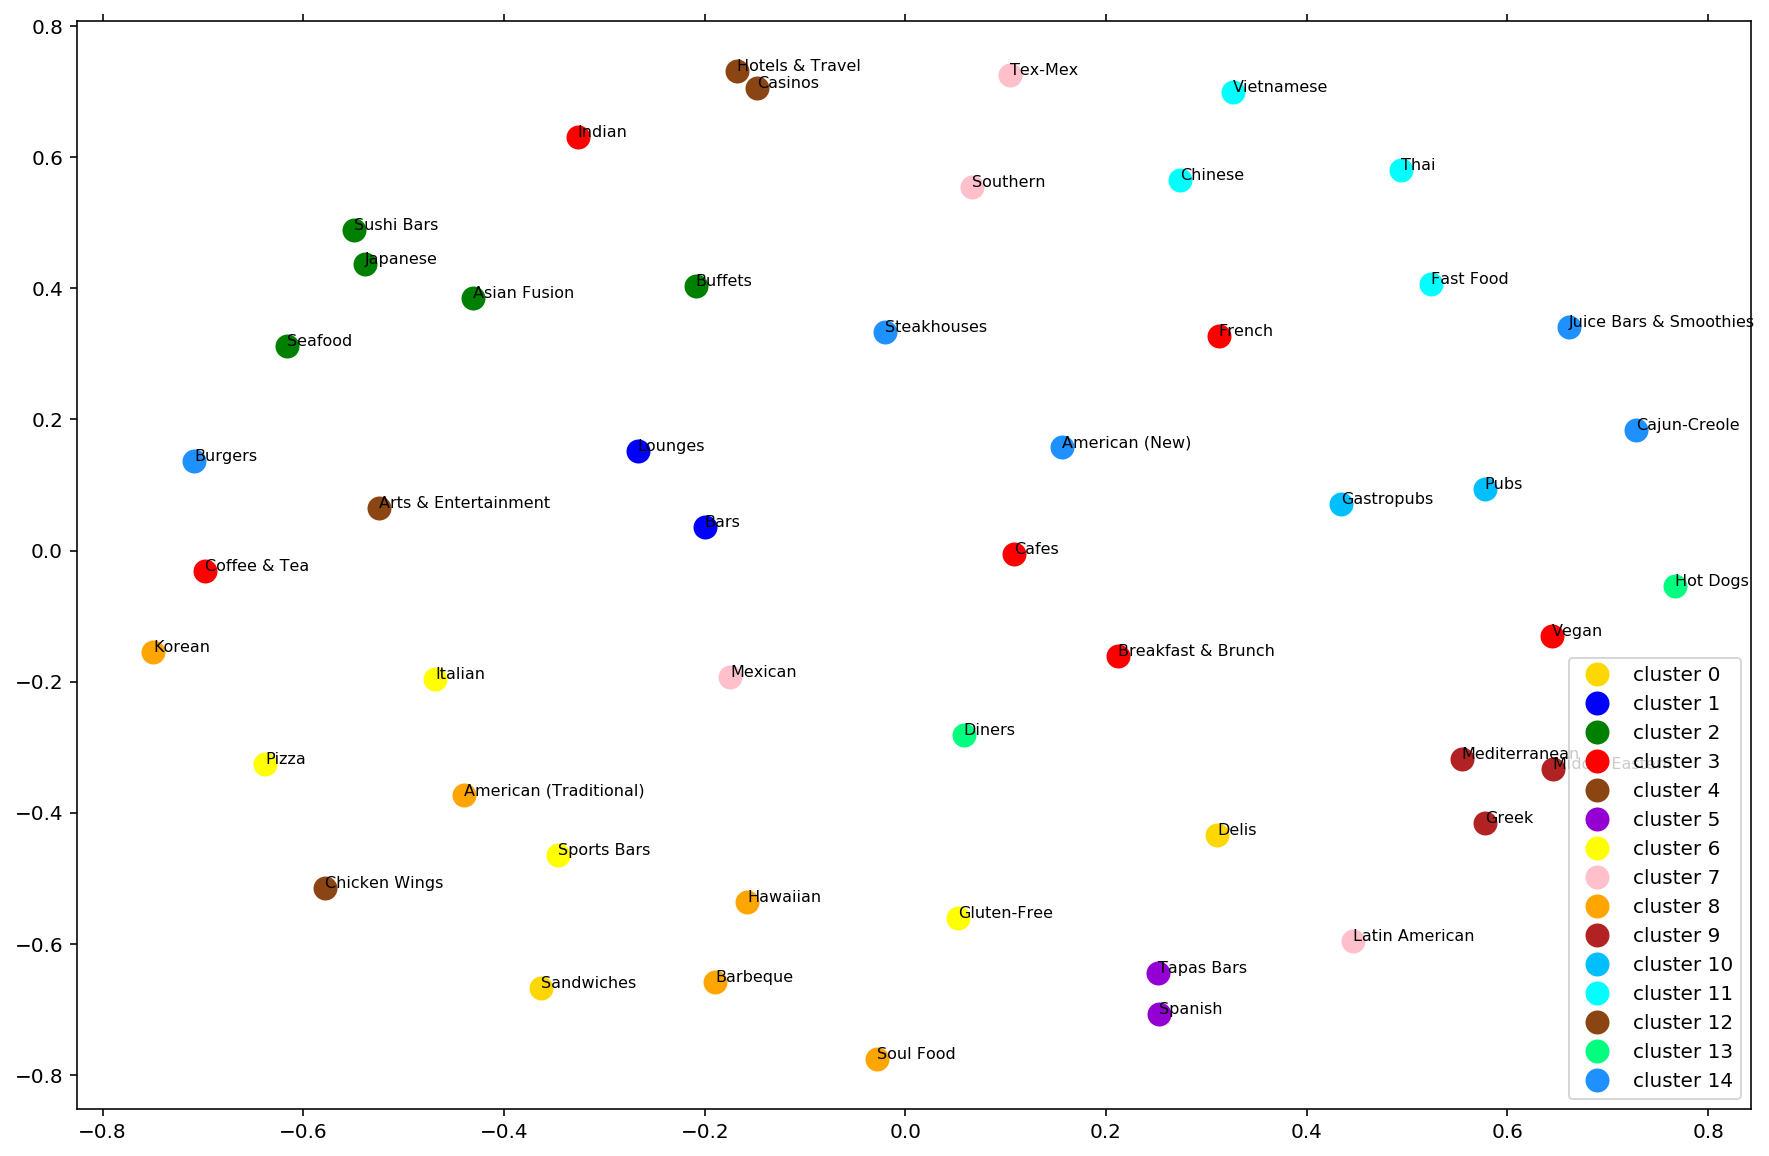 0.8
0.6
0.4
0.2
0.0
−0.2
−0.4
−0.6
−0.8
Hotels & Travel
Tex-Mex
Casinos
Vietnamese
Indian
Thai
Chinese
Southern
Sushi Bars
Japanese
Asian Fusion
Buffets
Fast Food
Seafood
Steakhouses
French
Juice Bars & Smoothies
Burgers
Lounges
American (New)
Cajun-Creole
Arts & Entertainment
Bars
Gastropubs
Pubs
Coffee & Tea
Cafes
Hot Dogs
Korean
Italian
Mexican
Breakfast & Brunch
Vegan
Pizza
Diners
Mediterranean
American (Traditional)
Greek
Sports Bars
Delis
Chicken Wings
Hawaiian
Gluten-Free
Latin American
Sandwiches
Barbeque
Tapas Bars
Spanish
Soul Food
cluster 0
cluster 1
cluster 2
cluster 3
cluster 4
cluster 5
cluster 6
cluster 7
cluster 8
cluster 9
cluster 10
cluster 11
cluster 12
cluster 13
cluster 14
−0.8
−0.6
−0.4
−0.2
0.0
0.2
0.4
0.6
0.8